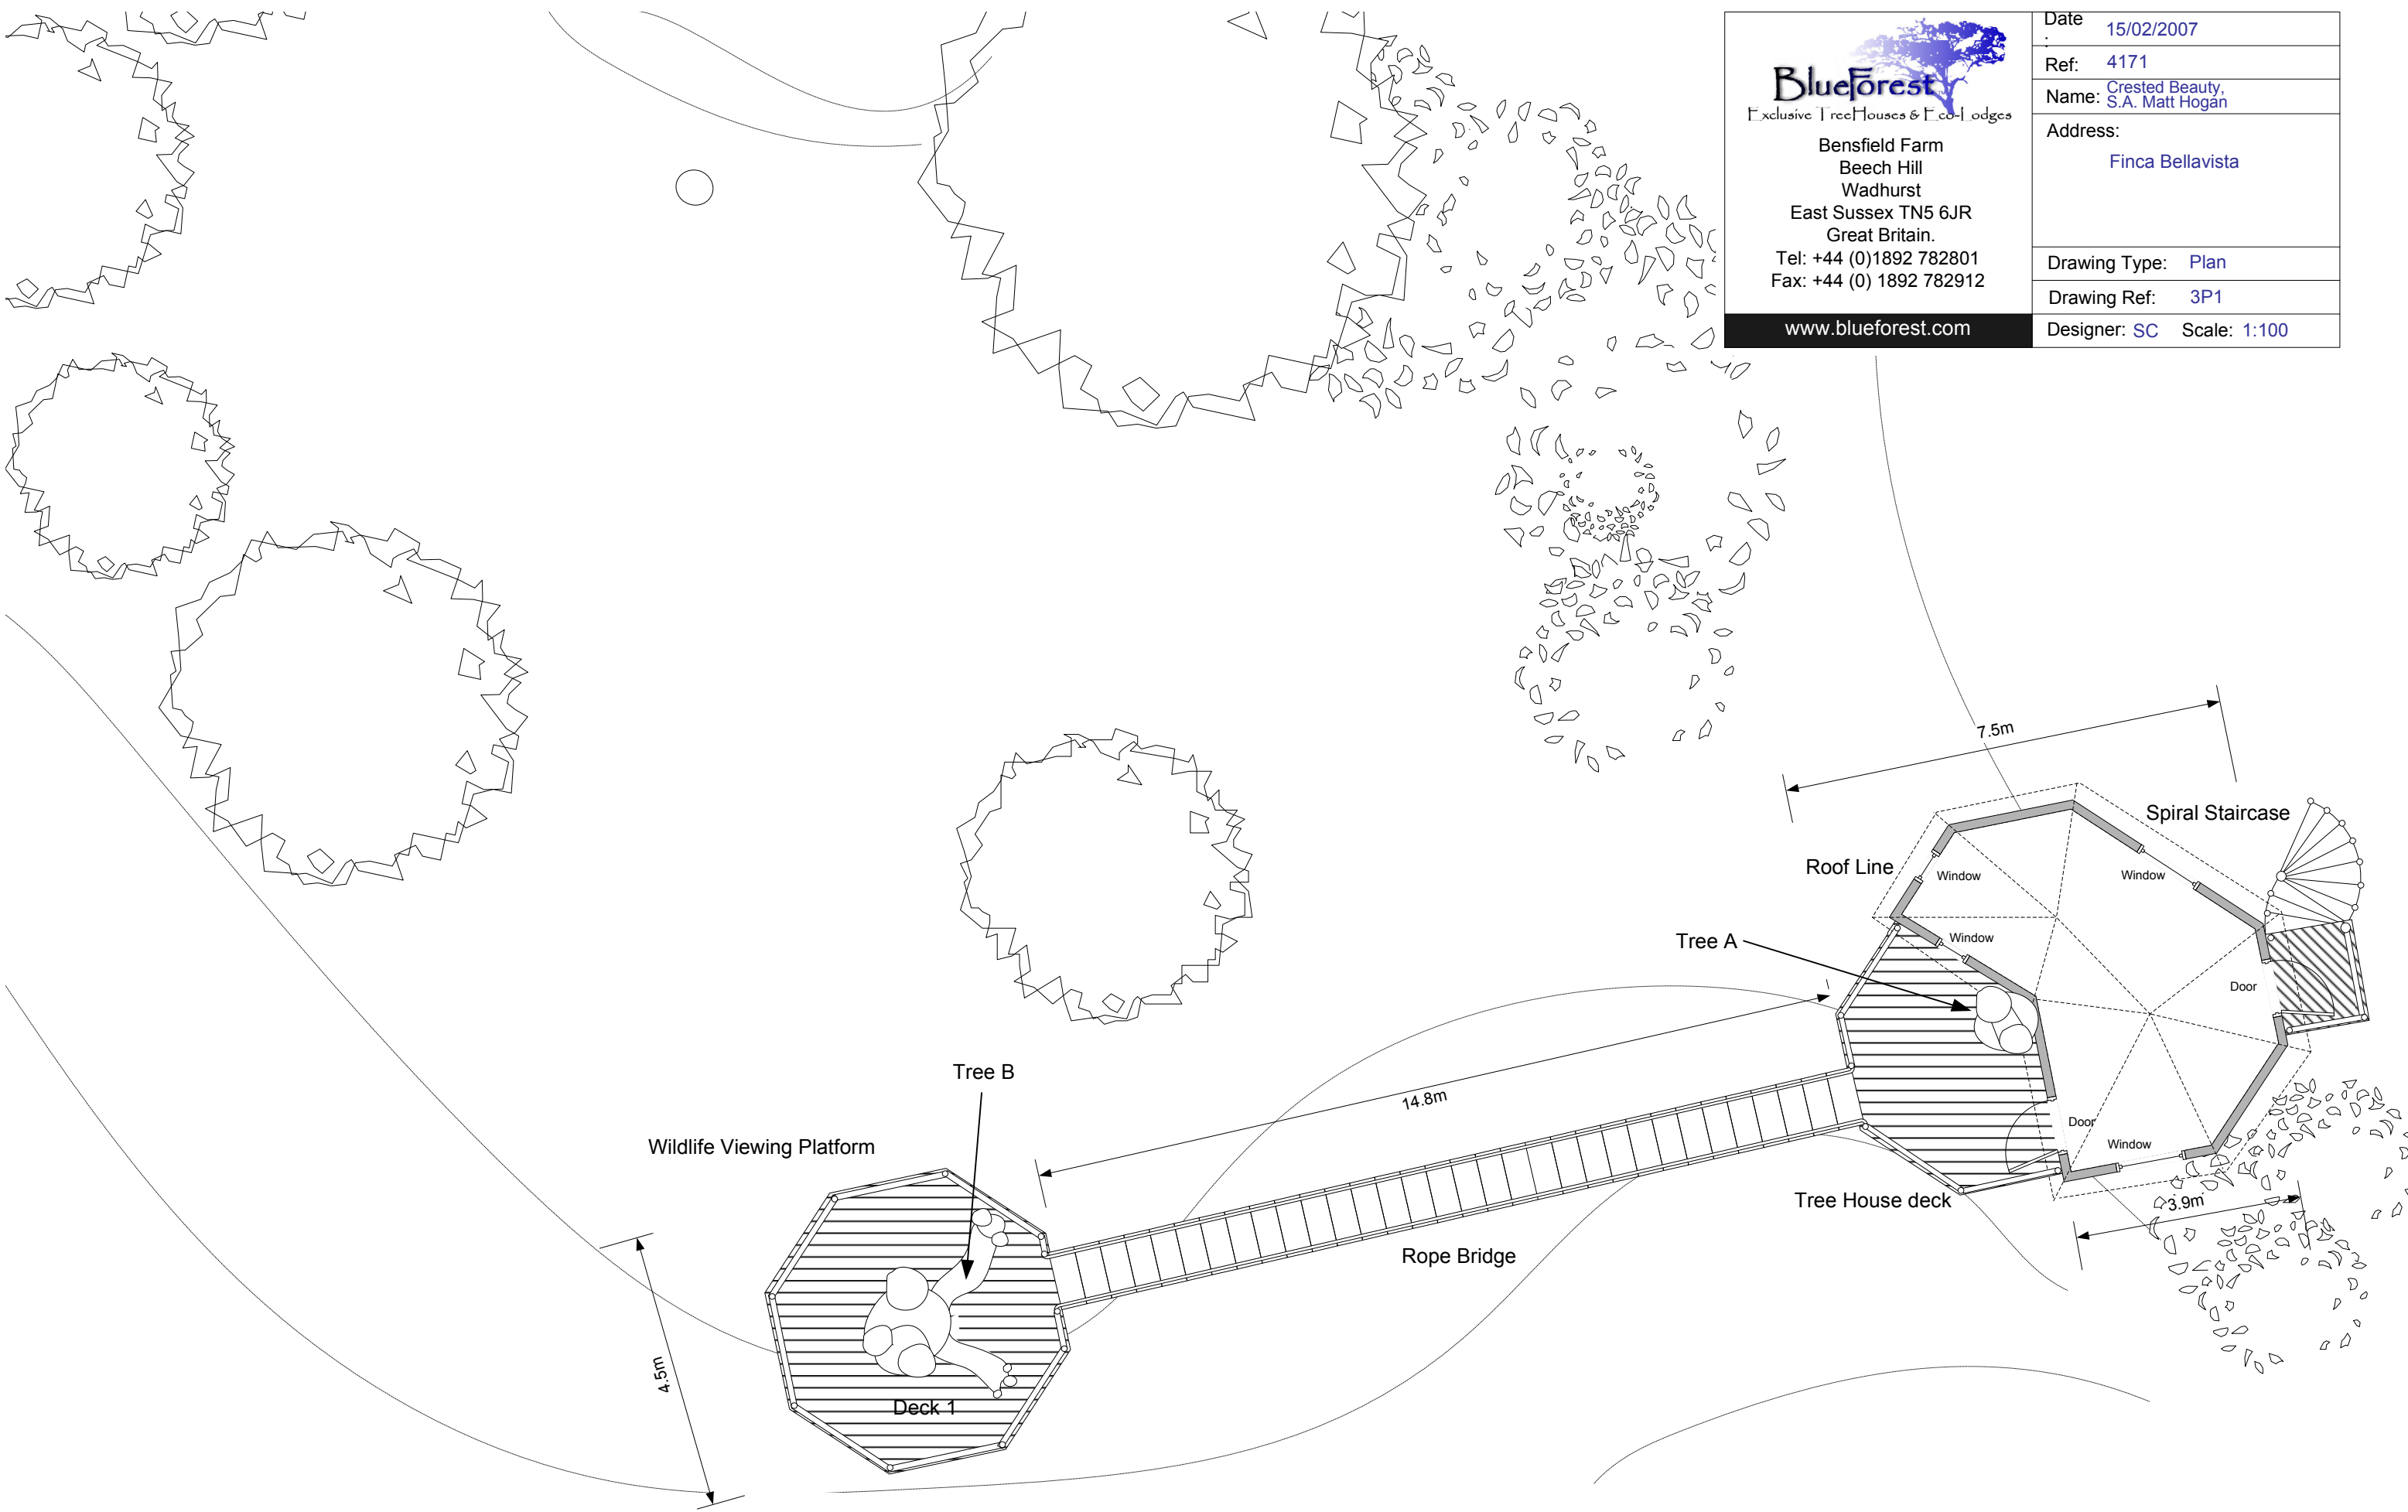 BlueForest
Exclusive TreeHouses & Eco-Lodges
Bensfield Farm
Beech Hill
Wadhurst
East Sussex TN5 6JR
Great Britain.
Tel: +44 (0)1892 782801
Fax: +44 (0) 1892 782912
www.blueforest.com
Date : 15/02/2007
Ref: 4171
Name: Crested Beauty,
S.A. Matt Hogan
Address:
Finca Bellavista
Drawing Type: Plan
Drawing Ref: 3P1
Designer: SC Scale: 1:100
7.5m
Spiral Staircase
Roof Line
Window
Window
Window
Tree A
Door
Door
Window
Tree House deck
3.9m
14.8m
Rope Bridge
Tree B
Wildlife Viewing Platform
4.5m
Deck 1